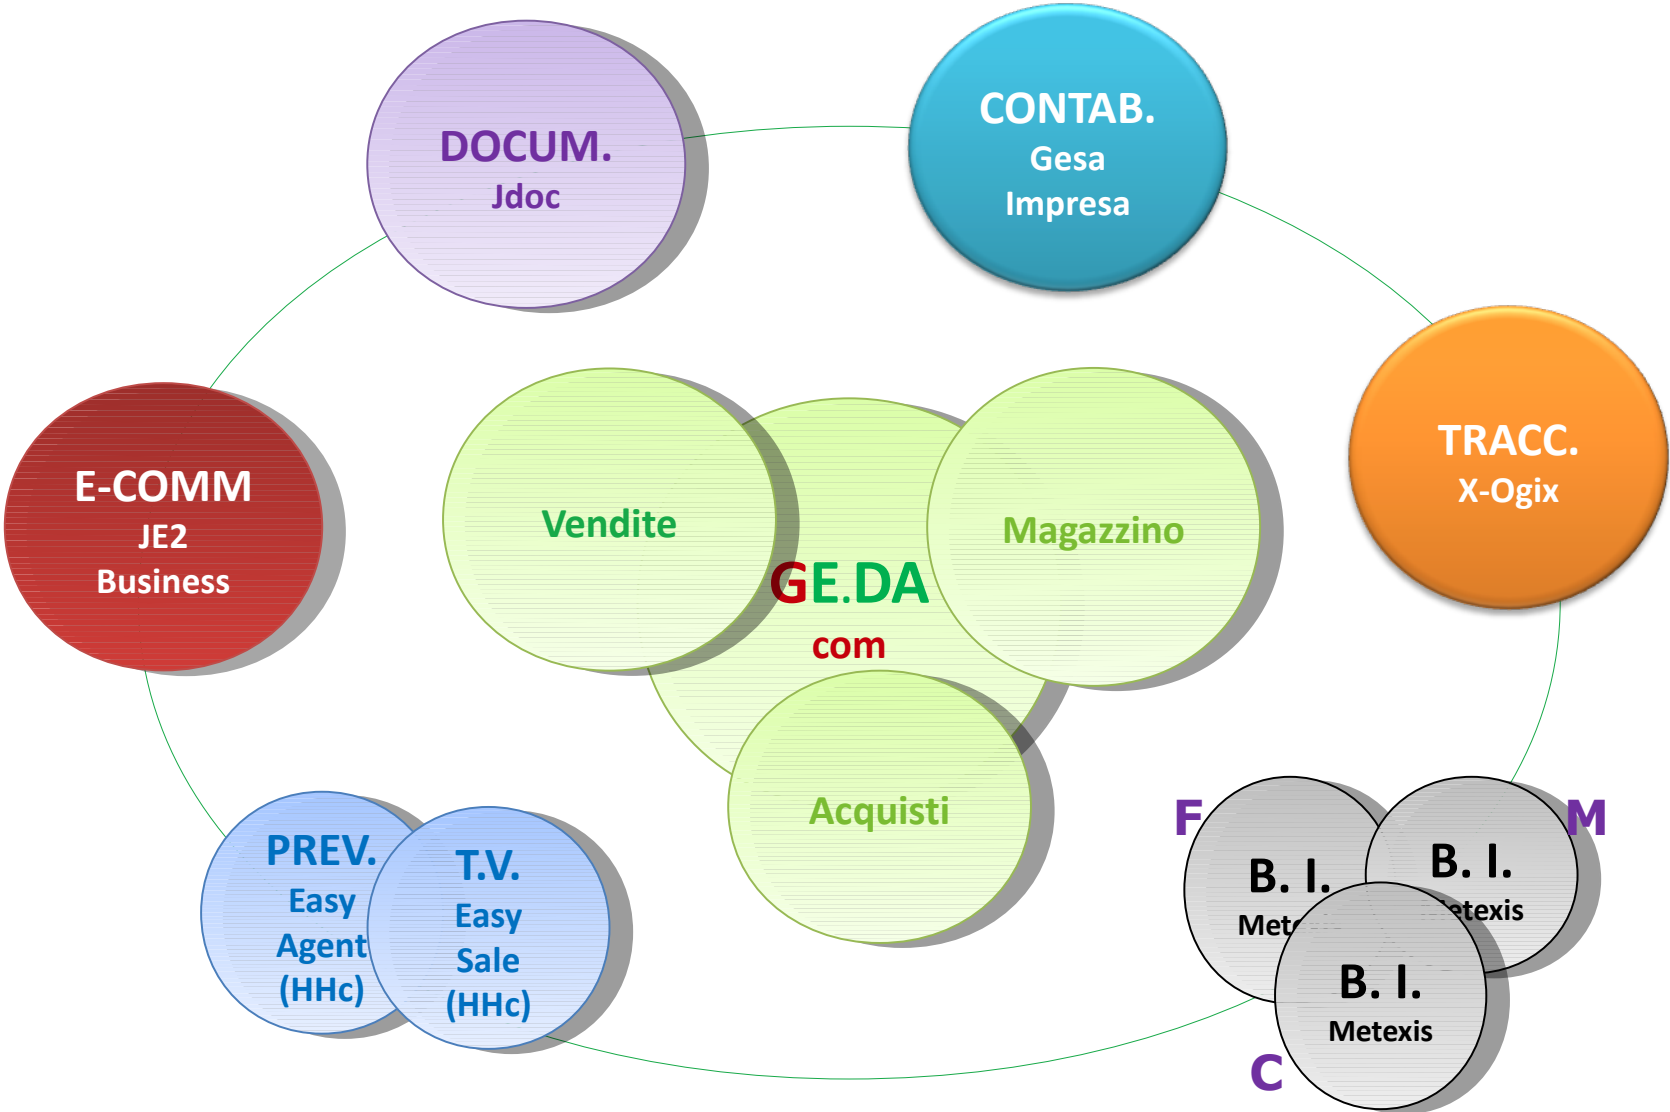 DOCUM.
Jdoc
CONTAB.
Gesa
Impresa
TRACC.
X-Ogix
E-COMM
JE2
Business
Vendite
Magazzino
GE.DA
com
Acquisti
PREV.
Easy
Agent
(HHc)
T.V.
Easy
Sale
(HHc)
F
B. I.
M
B. I.
B. I.
Metexis
C